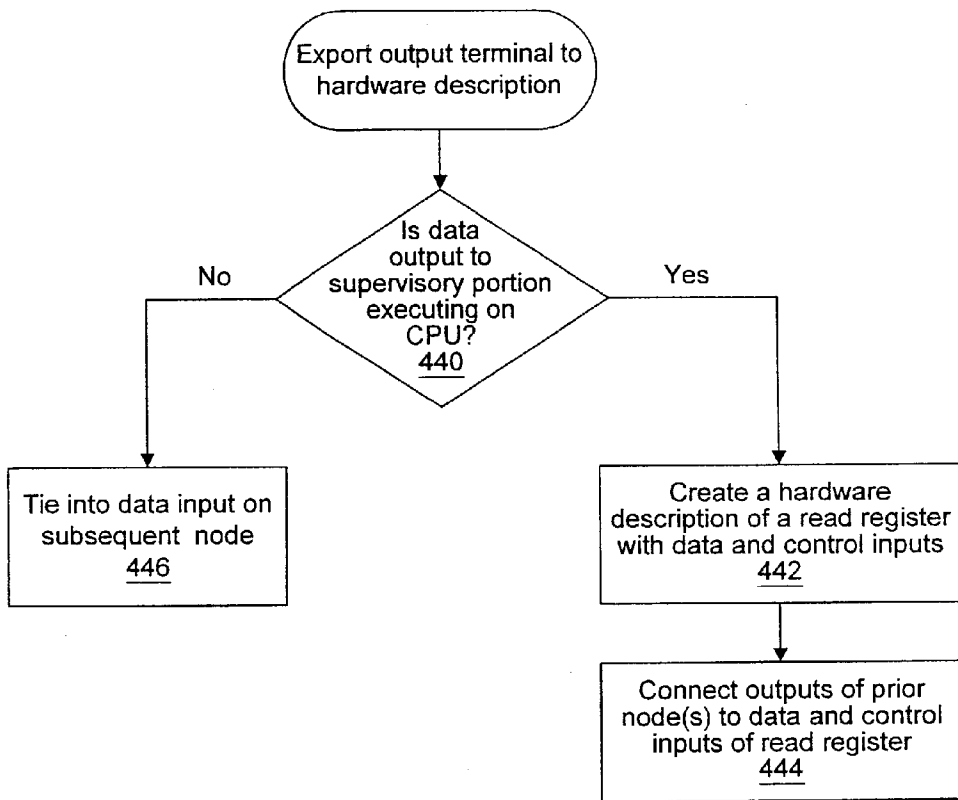 Export output terminal to
hardware description
Is data
output to
supervisory portion
executing on
CPU?
440
No
Yes
Tie into data input on
subsequent node
446
Create a hardware
description of a read register
with data and control inputs
442
Connect outputs of prior
node(s) to data and control
inputs of read register
444